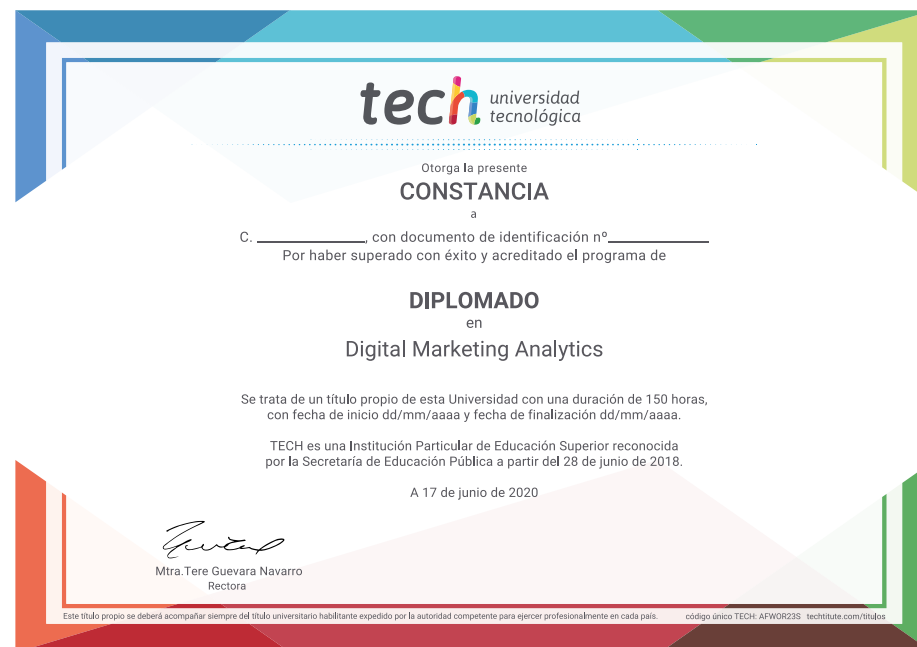 tech universidad
tecnológica
Otorga la presente
CONSTANCIA
a
C. ____________, con documento de identificación nº____________
Por haber superado con éxito y acreditado el programa de
DIPLOMADO
en
Digital Marketing Analytics
Se trata de un título propio de esta Universidad con una duración de 150 horas,
con fecha de inicio dd/mm/aaaa y fecha de finalización dd/mm/aaaa.
TECH es una Institución Particular de Educación Superior reconocida
por la Secretaría de Educación Pública a partir del 28 de junio de 2018.
A 17 de junio de 2020
Mtra.Tere Guevara Navarro
Rectora
Este título propio se deberá acompañar siempre del título universitario habilitante expedido por la autoridad competente para ejercer profesionalmente en cada país. código único TECH: AFWOR23S techtitute.com/titulos